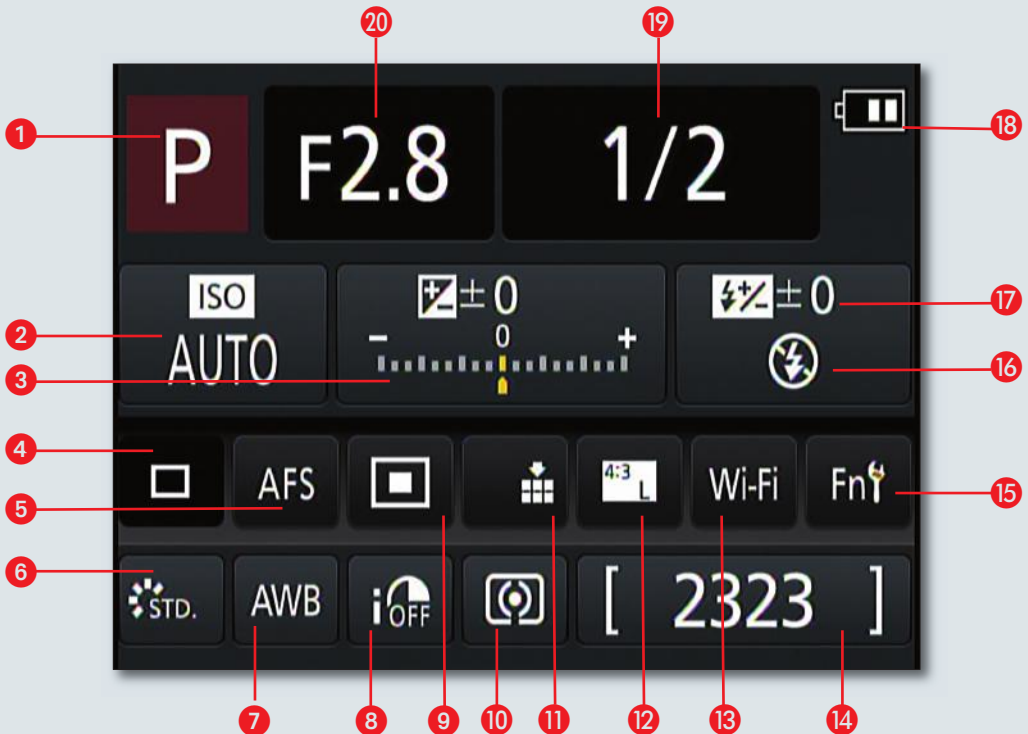 20 19
1 P F2.8 1/2 18
ISO ±0 ±0 17
2 AUTO - 0 + 16
3
4 AFS 4:3 L Wi-Fi Fn 15
5
6 STD. AWB i OFF [ 2323 ]
7 8 9 10 11 12 13 14